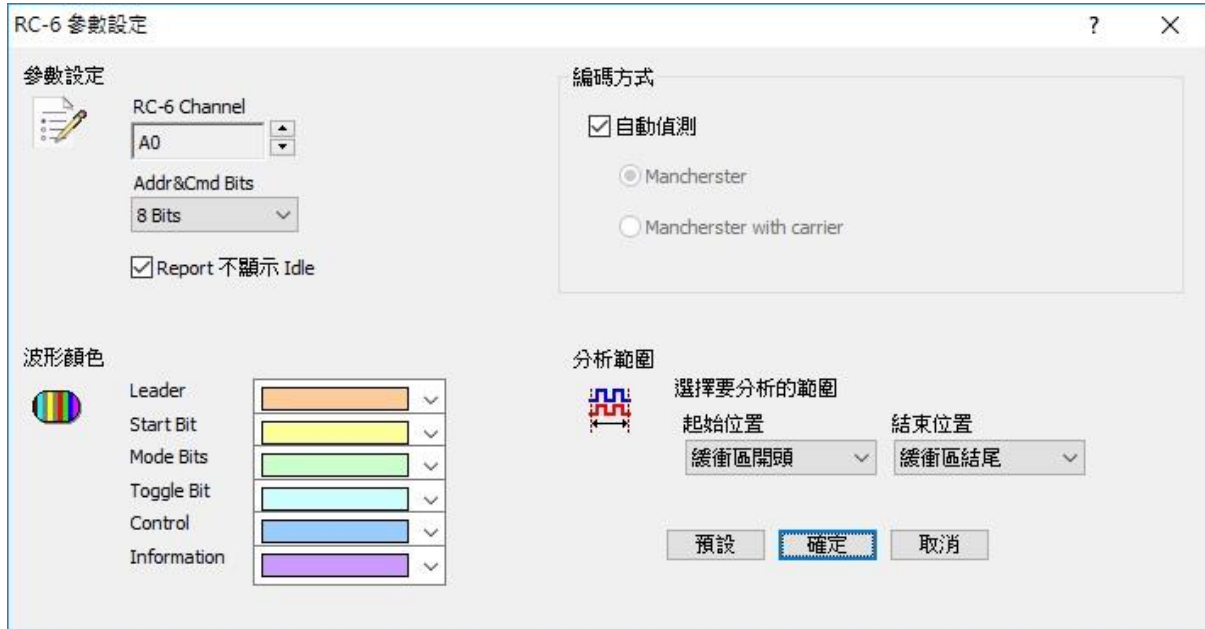 RC-6 參數設定
?
參數設定
RC-6 Channel
A0
Addr&Cmd Bits
8 Bits
Report 不顯示 Idle
編碼方式
自動偵測
Mancherster
Mancherster with carrier
波形顏色
Leader
Start Bit
Mode Bits
Toggle Bit
Control
Information
分析範圍
選擇要分析的範圍
起始位置 結束位置
緩衝區開頭 緩衝區結尾
預設 確定 取消